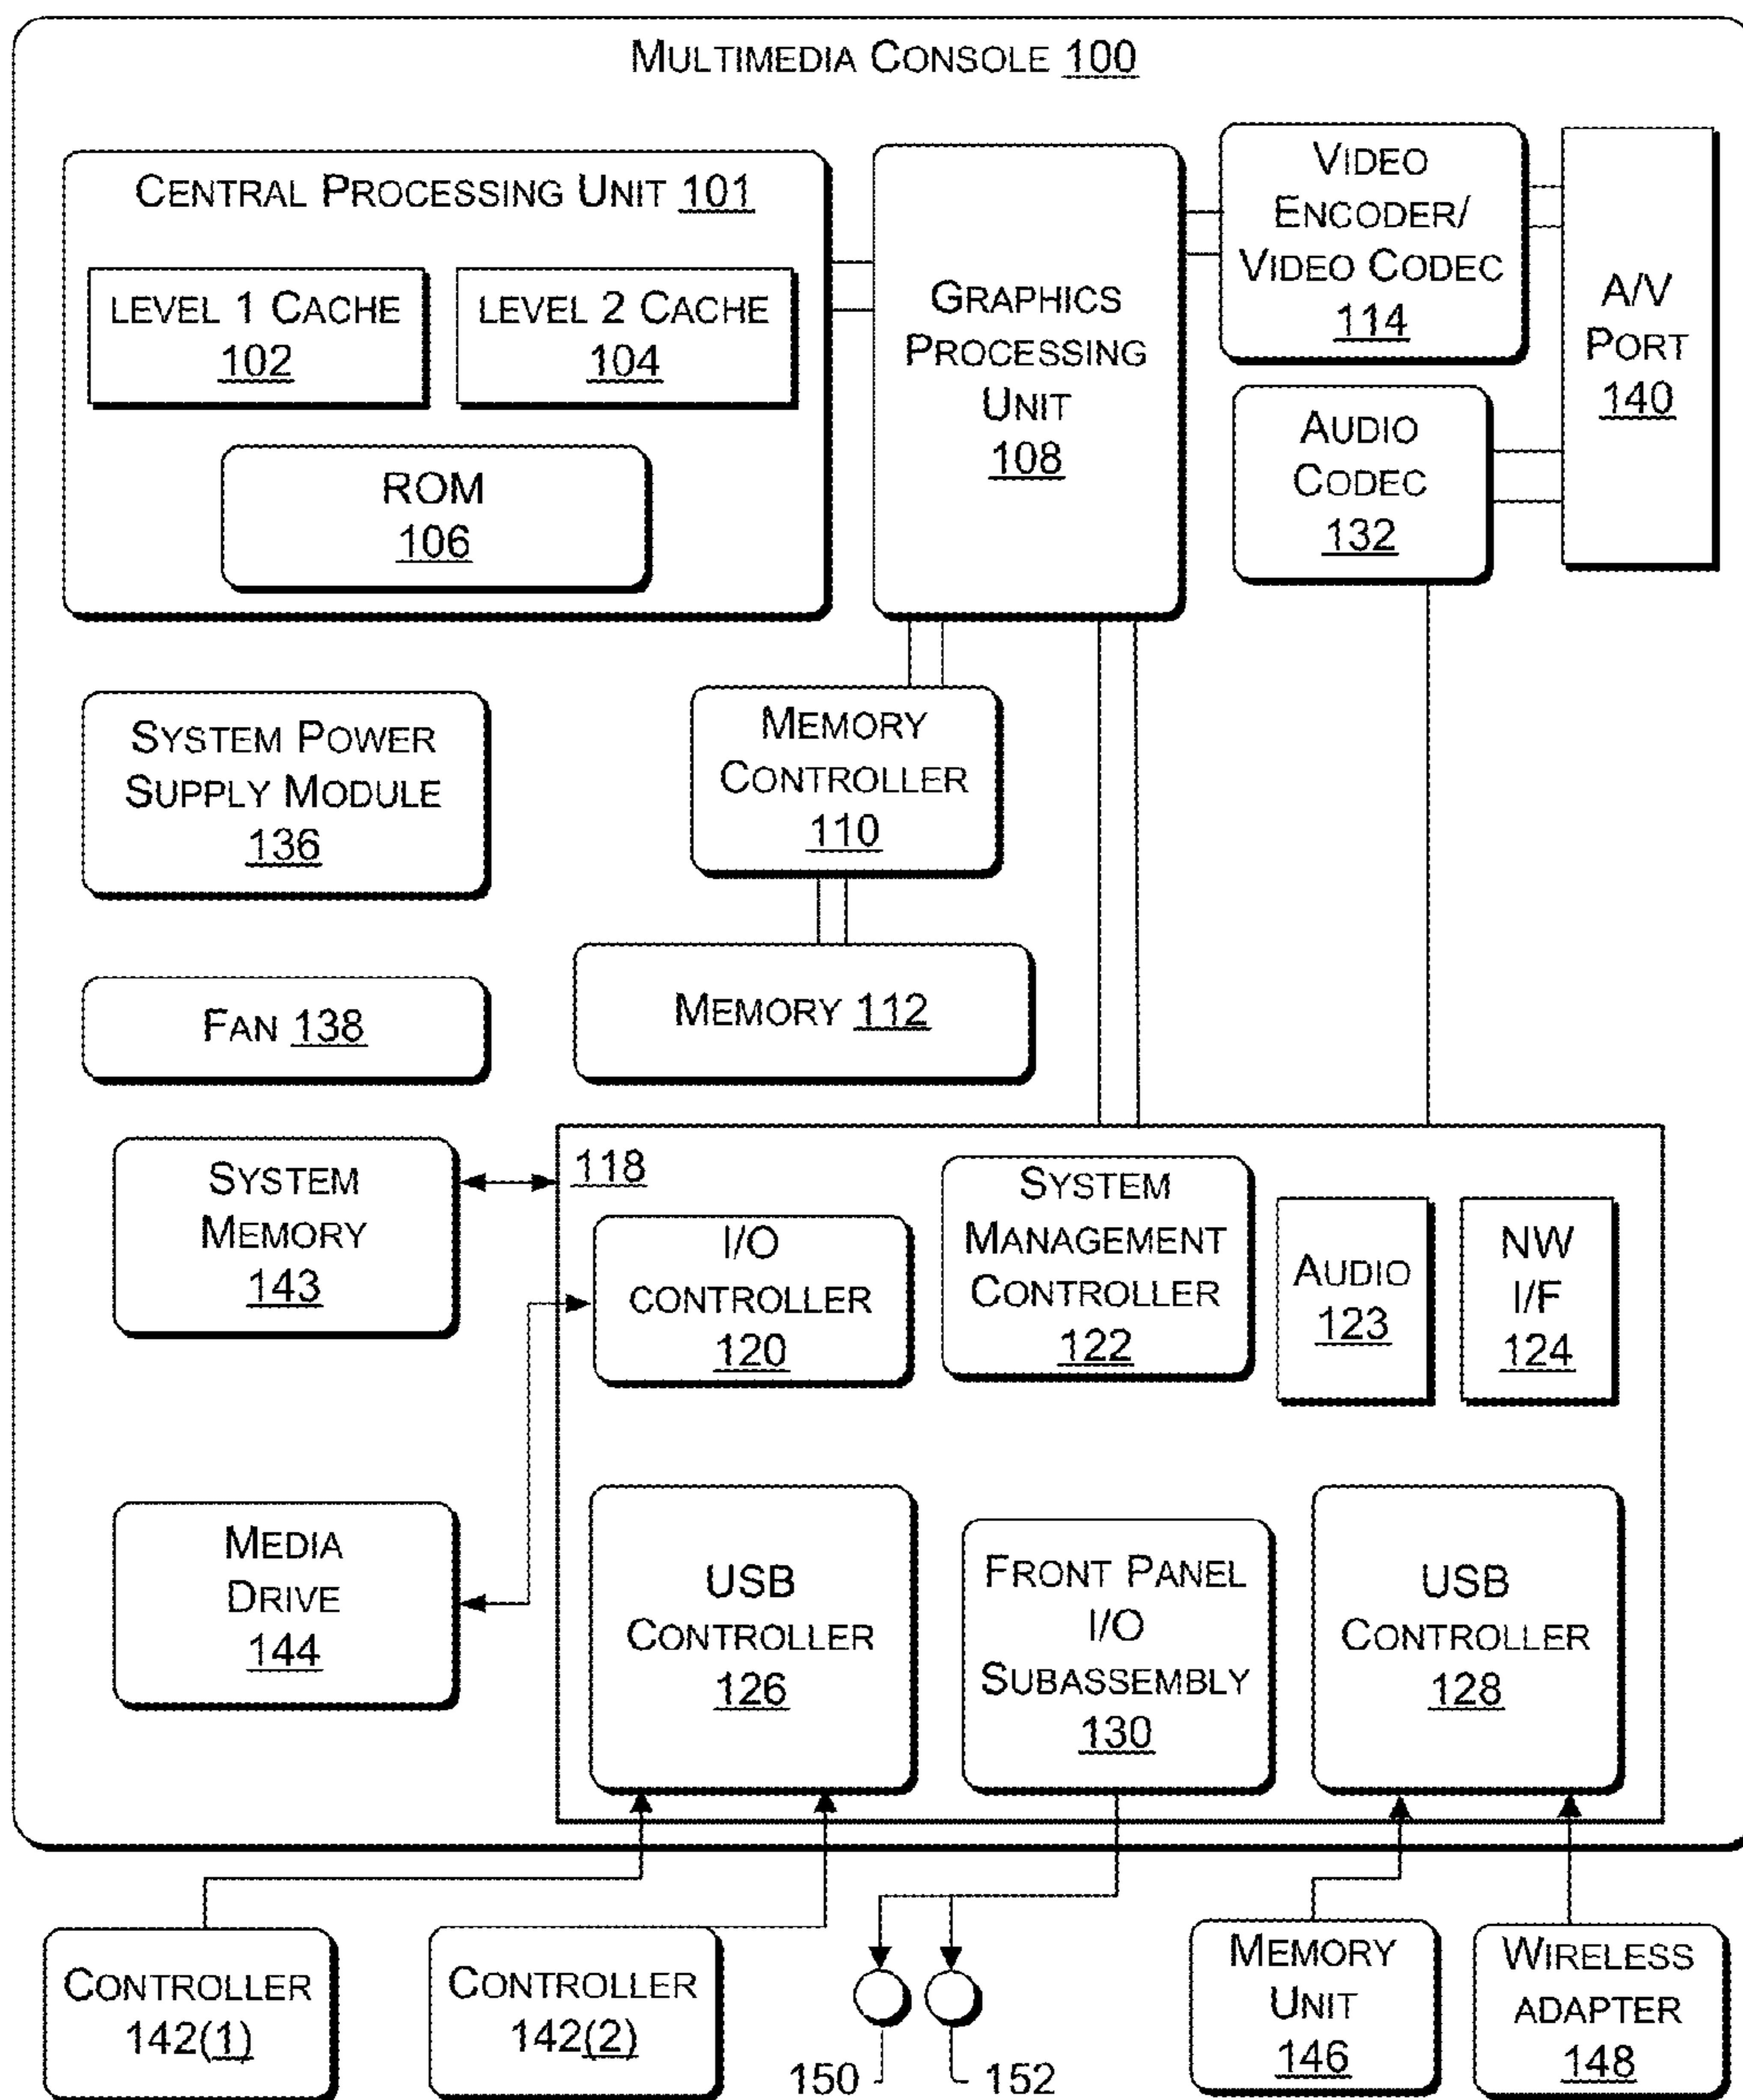 MULTIMEDIA CONSOLE 100
CENTRAL PROCESSING UNIT 101
LEVEL 1 CACHE
102
LEVEL 2 CACHE
104
ROM
106
GRAPHICS
PROCESSING
UNIT
108
VIDEO
ENCODER/
VIDEO CODEC
114
AUDIO
CODEC
132
A/V
PORT
140
SYSTEM POWER
SUPPLY MODULE
136
MEMORY
CONTROLLER
110
FAN 138
MEMORY 112
SYSTEM
MEMORY
143
118
I/O
CONTROLLER
120
SYSTEM
MANAGEMENT
CONTROLLER
122
AUDIO
123
NW
I/F
124
MEDIA
DRIVE
144
USB
CONTROLLER
126
FRONT PANEL
I/O
SUBASSEMBLY
130
USB
CONTROLLER
128
CONTROLLER
142(1)
CONTROLLER
142(2)
150
152
MEMORY
UNIT
146
WIRELESS
ADAPTER
148